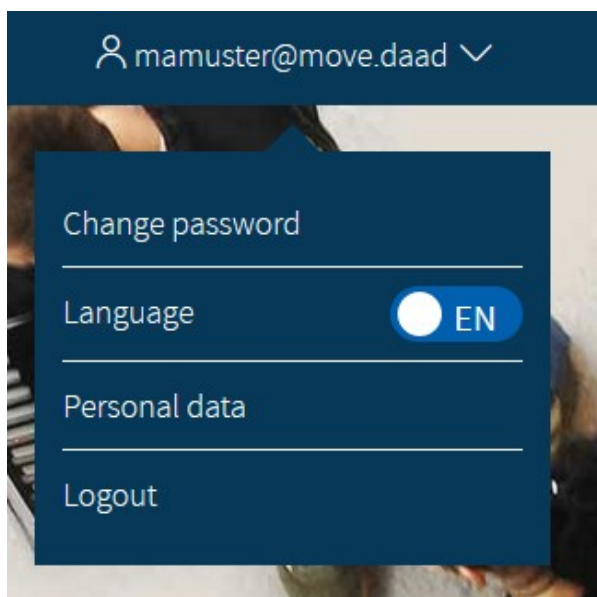 mamuster@move.daad
Change password
Language EN
Personal data
Logout